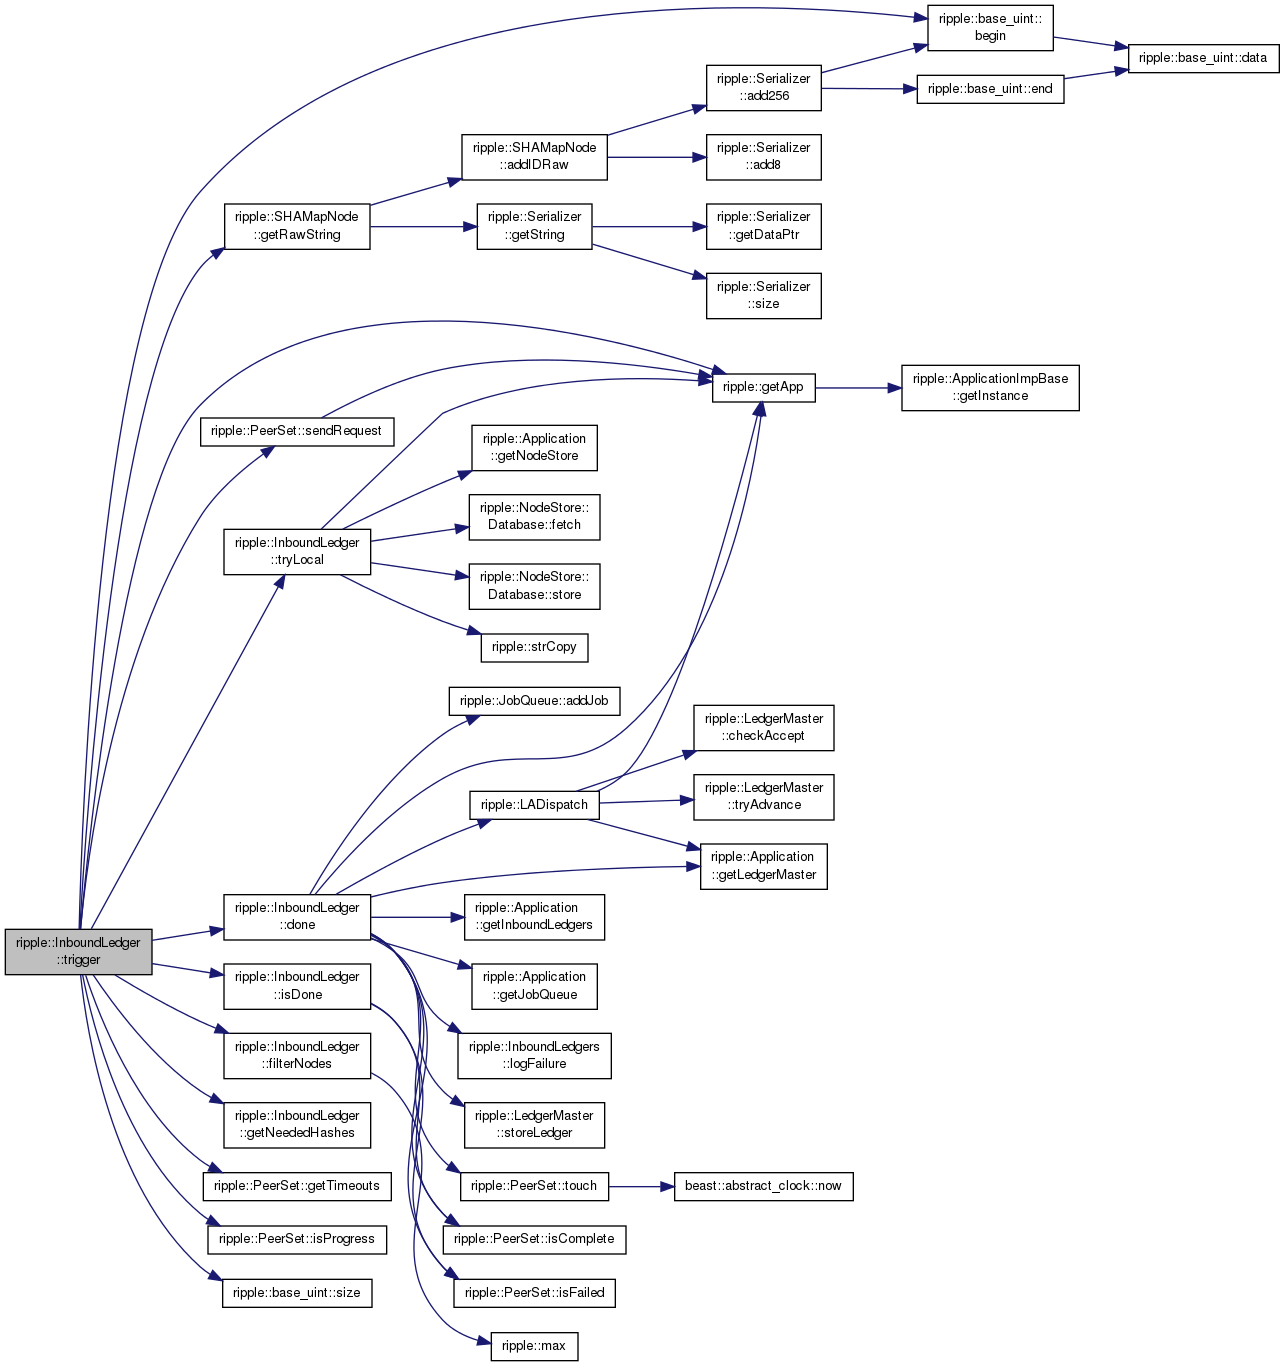 ripple::base_uint::
begin
ripple::base_uint::data
ripple::Serializer
::add256
ripple::base_uint::end
ripple::SHAMapNode
::addIDRaw
ripple::Serializer
::add8
ripple::SHAMapNode
::getRawString
ripple::Serializer
::getString
ripple::Serializer
::getDataPtr
ripple::Serializer
::size
ripple::getApp
ripple::ApplicationImpBase
::getInstance
ripple::PeerSet::sendRequest
ripple::Application
::getNodeStore
ripple::NodeStore::
Database::fetch
ripple::InboundLedger
::tryLocal
ripple::NodeStore::
Database::store
ripple::strCopy
ripple::JobQueue::addJob
ripple::LedgerMaster
::checkAccept
ripple::LADispatch
ripple::LedgerMaster
::tryAdvance
ripple::Application
::getLedgerMaster
ripple::InboundLedger
::done
ripple::Application
::getInboundLedgers
ripple::InboundLedger
::trigger
ripple::InboundLedger
::isDone
ripple::Application
::getJobQueue
ripple::InboundLedger
::filterNodes
ripple::InboundLedgers
::logFailure
ripple::InboundLedger
::getNeededHashes
ripple::LedgerMaster
::storeLedger
ripple::PeerSet::getTimeouts
ripple::PeerSet::touch
beast::abstract_clock::now
ripple::PeerSet::isProgress
ripple::PeerSet::isComplete
ripple::base_uint::size
ripple::PeerSet::isFailed
ripple::max